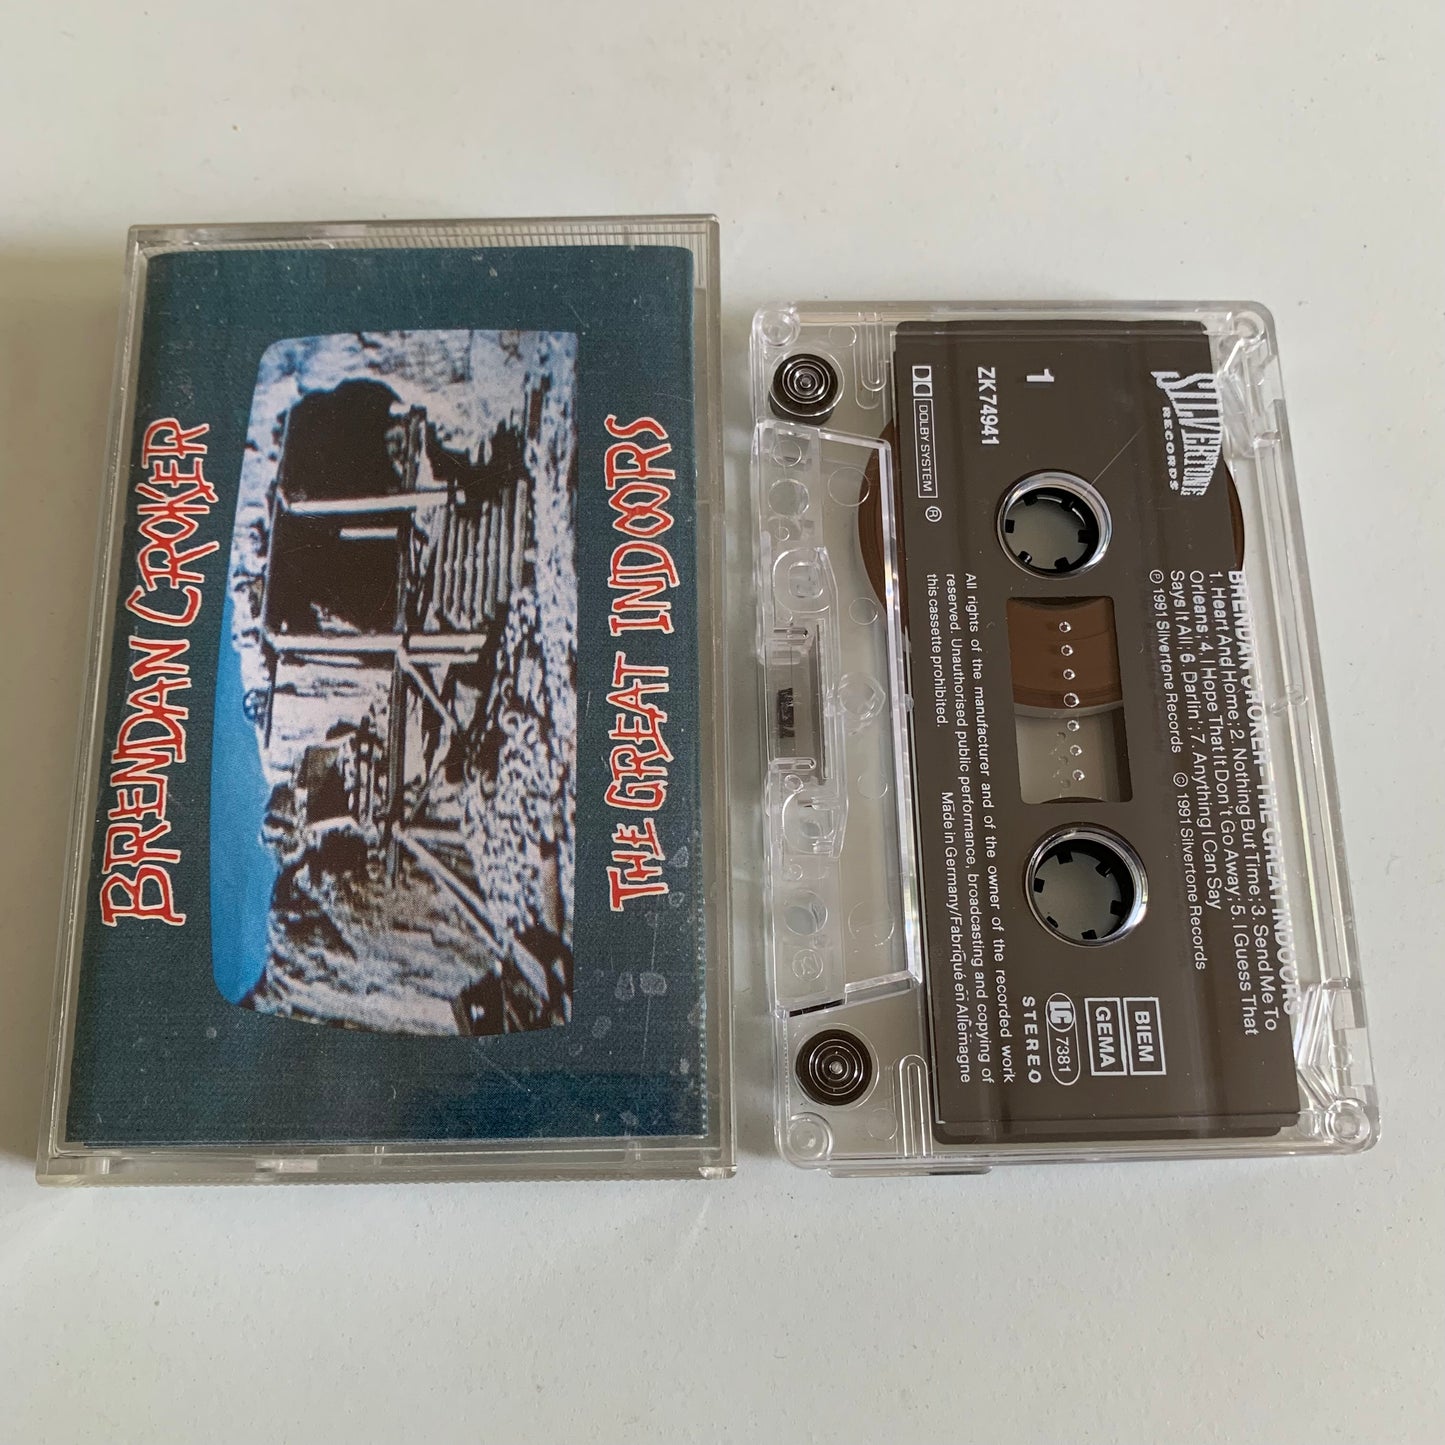 BRENDAN CROKER
THE GREAT INDOORS
SILVERTONE
RECORDS
1
ZK74941
DOLBY SYSTEM ®
BRENDAN CROKER - THE GREAT INDOORS
1. Heart And Home; 2. Nothing But Time; 3. Send Me To
Orleans; 4. I Hope That It Don't Go Away; 5. I Guess That
Says It All; 6. Darlin'; 7. Anything I Can Say
℗ 1991 Silvertone Records © 1991 Silvertone Records
BIEM
GEMA
LC 7381
STEREO
All rights of the manufacturer and of the owner of the recorded work
reserved. Unauthorised public performance, broadcasting and copying of
this cassette prohibited. Made in Germany/Fabriqué en Allemagne